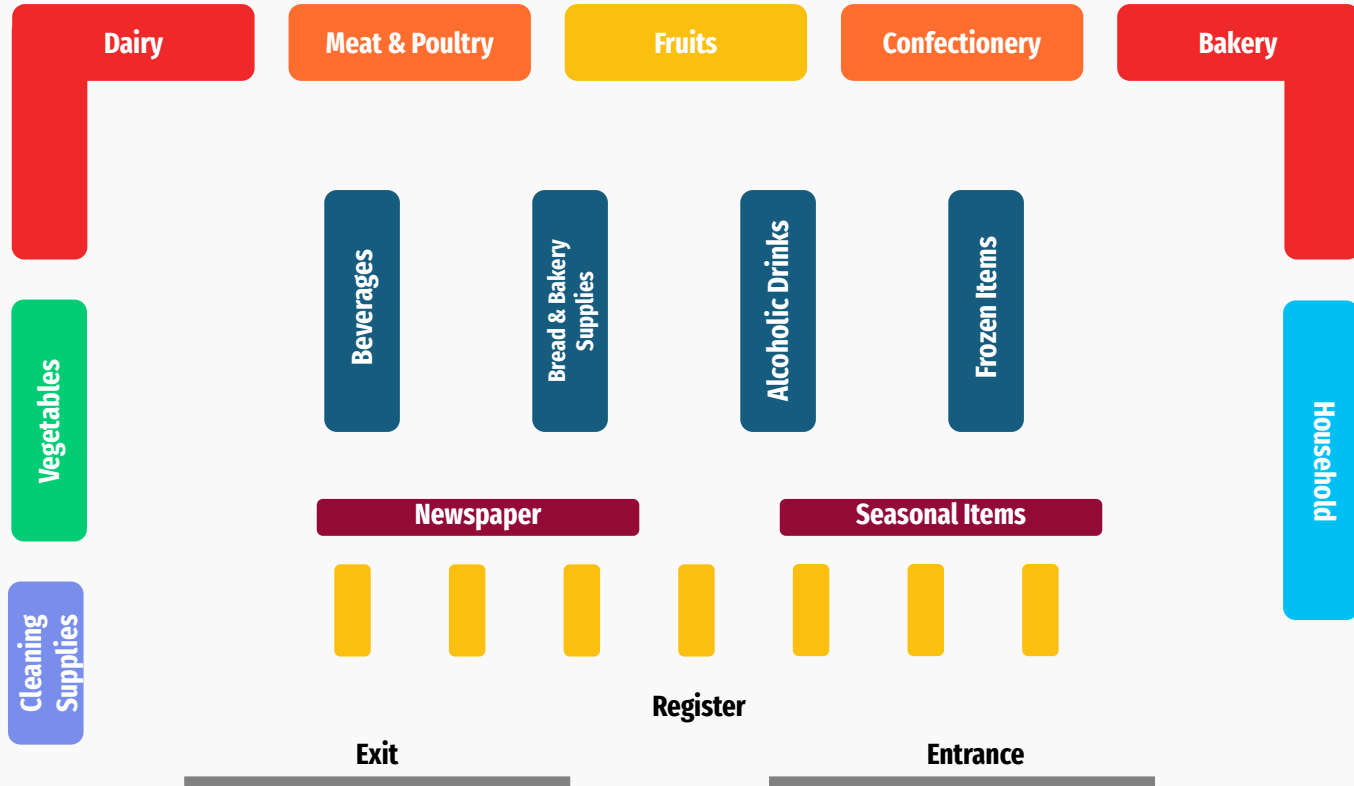 Dairy
Meat & Poultry
Fruits
Confectionery
Bakery
Beverages
Bread & Bakery
Supplies
Alcoholic Drinks
Frozen Items
Vegetables
Household
Newspaper
Seasonal Items
Cleaning
Supplies
Register
Exit
Entrance